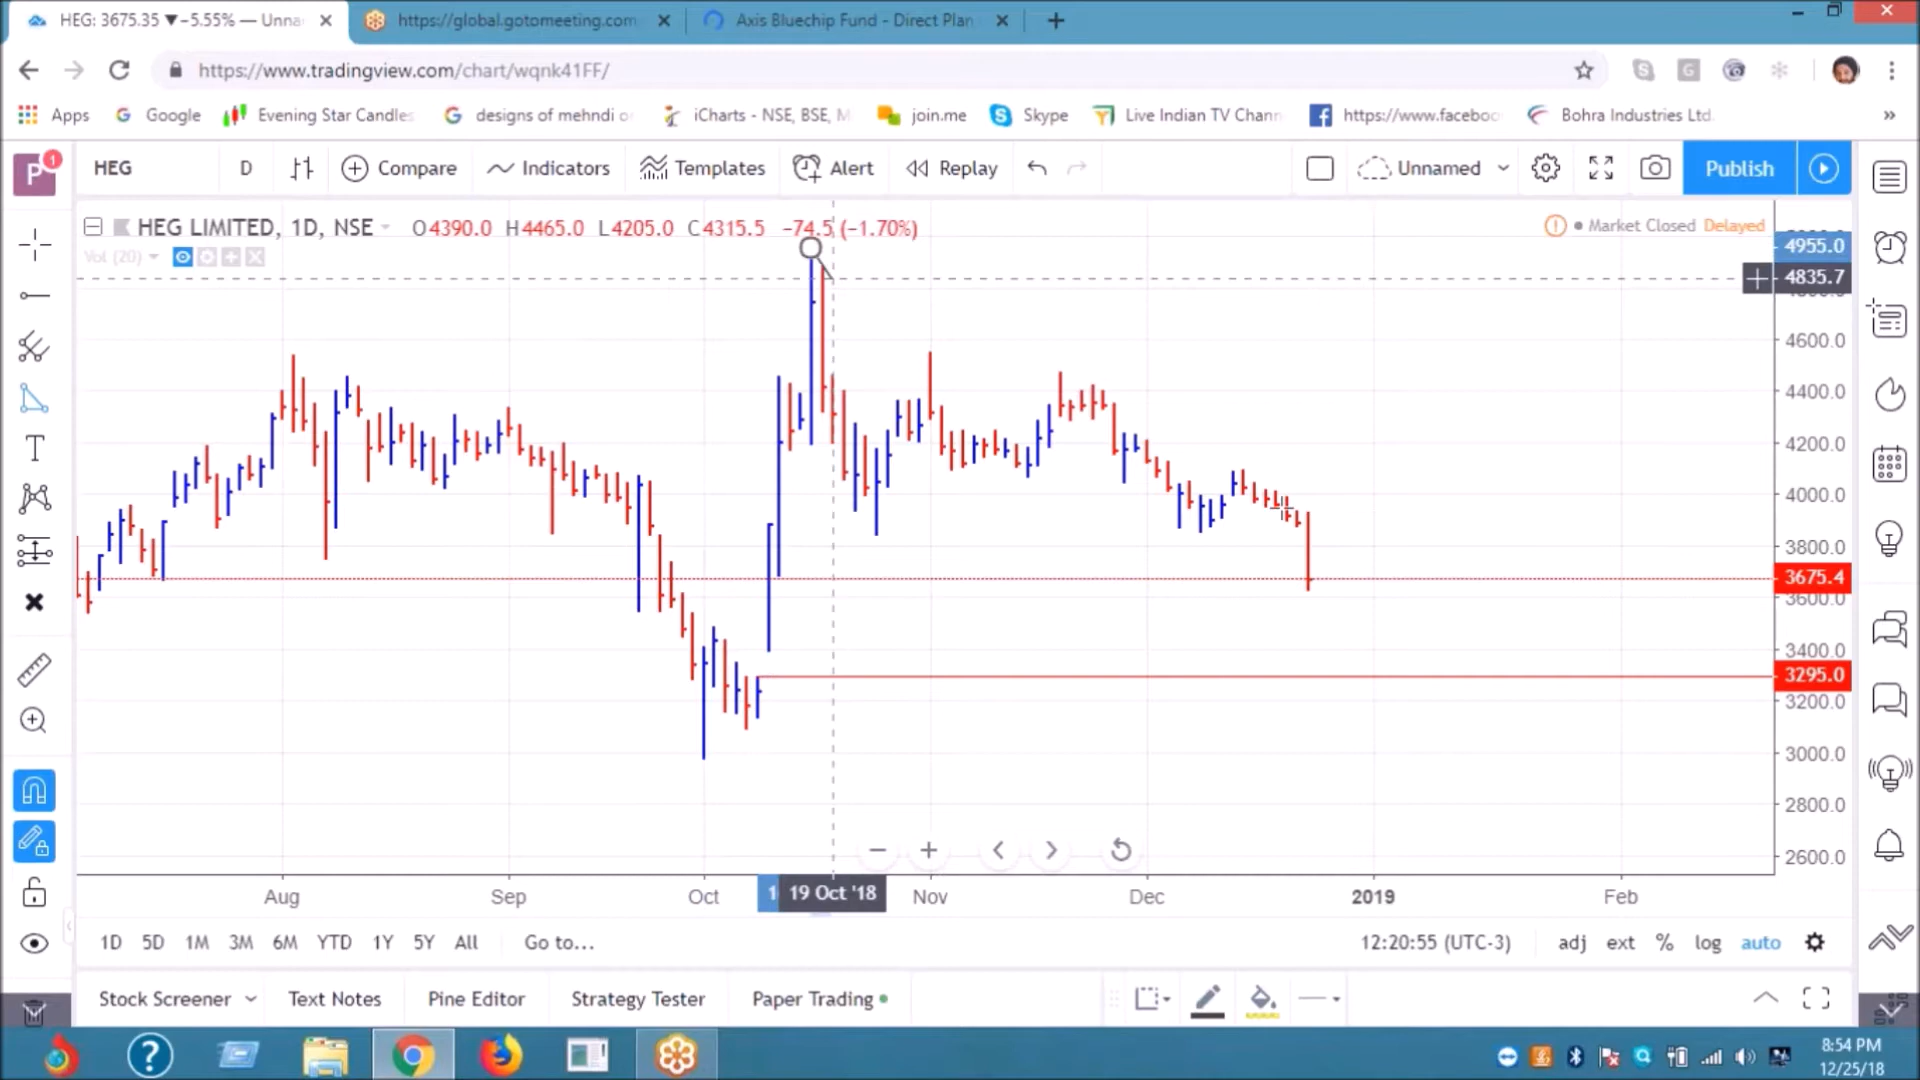 HEG: 3675.35 ▼−5.55% — Unna
https://global.gotomeeting.com
Axis Bluechip Fund - Direct Plan
https://www.tradingview.com/chart/wqnk41FF/
Apps
Google
Evening Star Candles
designs of mehndi o
iCharts - NSE, BSE, M
join.me
Skype
Live Indian TV Chann
https://www.faceboo
Bohra Industries Ltd.
»
P
1
HEG
D
Compare
Indicators
Templates
Alert
Replay
Unnamed
Publish
HEG LIMITED, 1D, NSE
O4390.0 H4465.0 L4205.0 C4315.5 −74.5 (−1.70%)
Market Closed Delayed
Vol (20)
4955.0
4835.7
4600.0
4400.0
4200.0
4000.0
3800.0
3675.4
3600.0
3400.0
3295.0
3200.0
3000.0
2800.0
2600.0
Aug
Sep
Oct
1
19 Oct '18
Nov
Dec
2019
Feb
1D 5D 1M 3M 6M YTD 1Y 5Y All Go to...
12:20:55 (UTC-3) adj ext % log auto
Stock Screener
Text Notes
Pine Editor
Strategy Tester
Paper Trading
8:54 PM
12/25/18